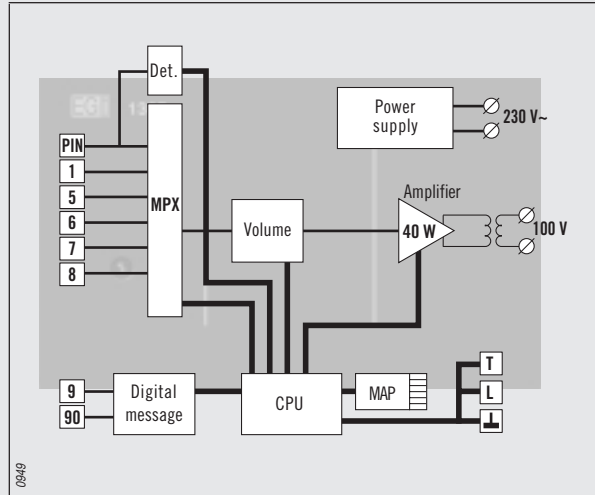 Det.
EGi
Power
supply
230 V~
PIN
1
5
6
7
8
MPX
Volume
Amplifier
40 W
100 V
9
90
Digital
message
CPU
MAP
T
L
0949